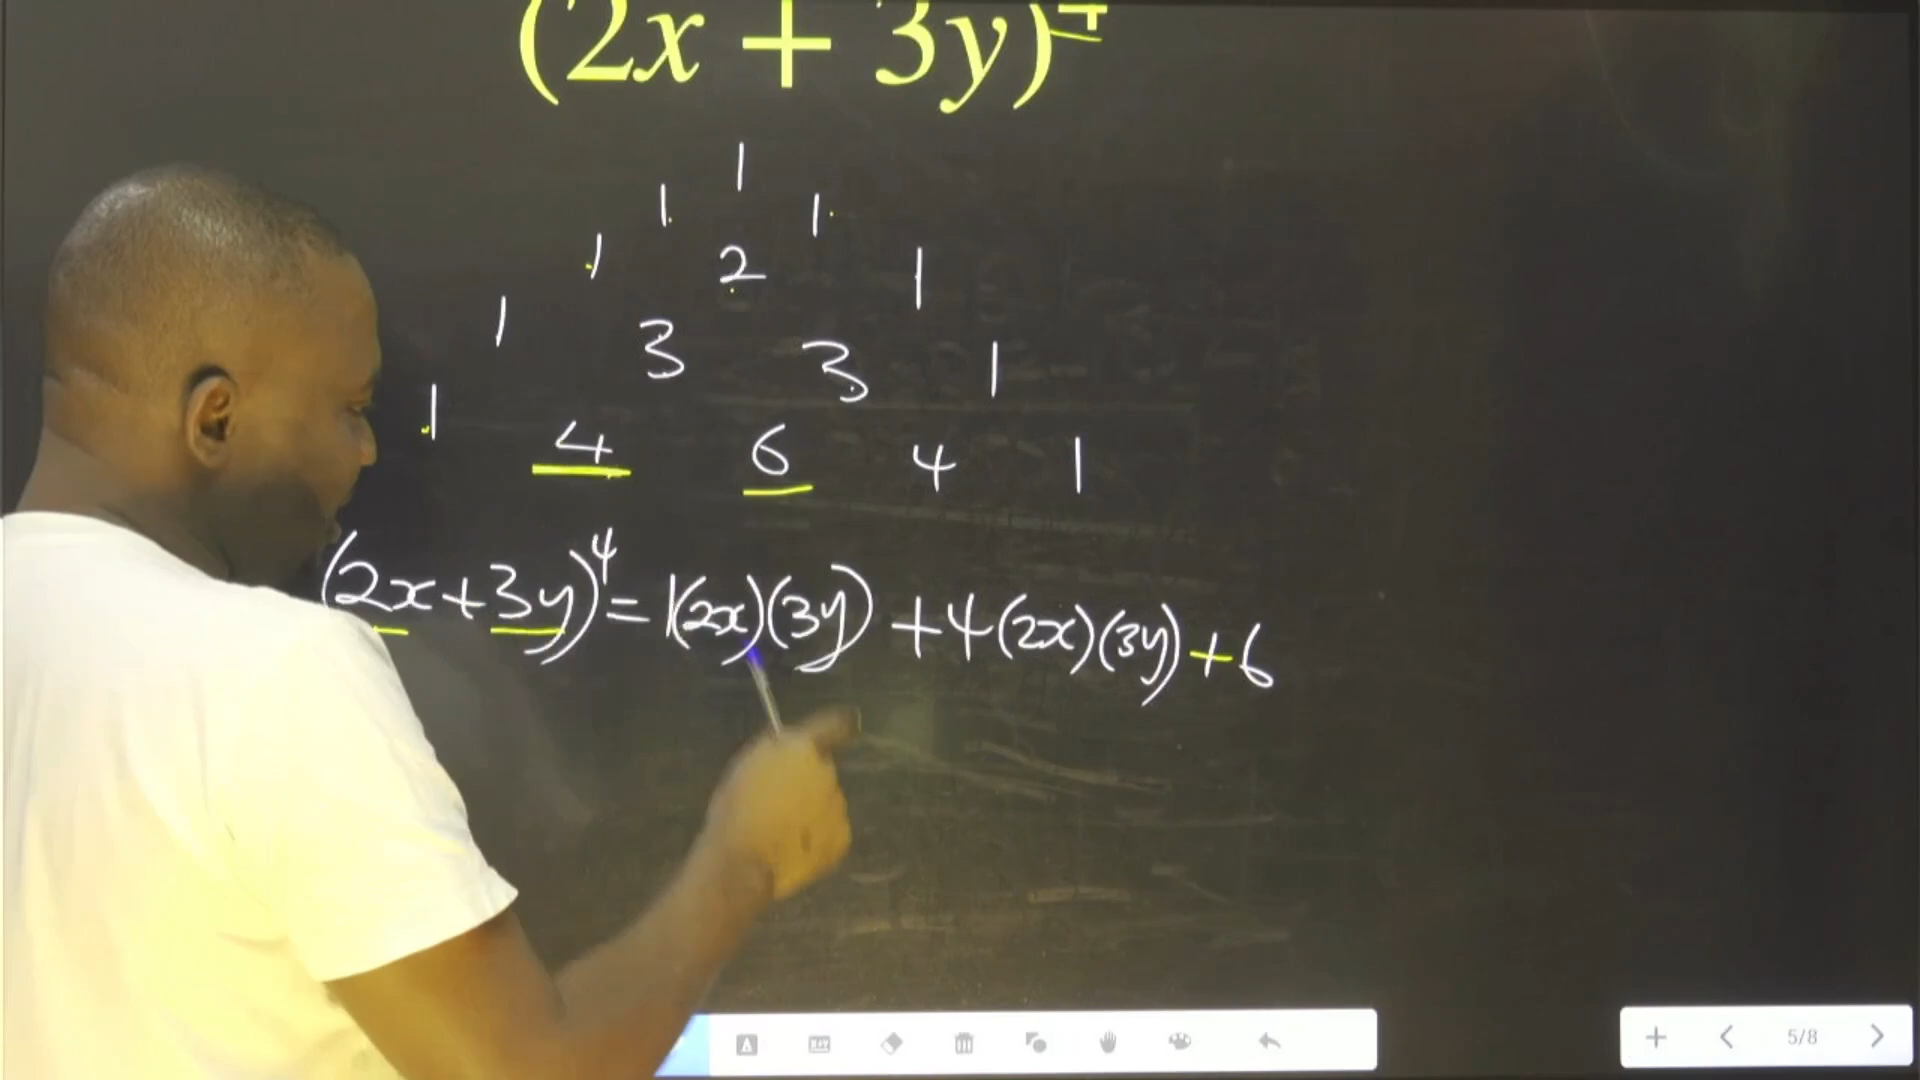 (2x + 3y)^4
1
1 1
1 2 1
1 3 3 1
1 4 6 4 1
(2x+3y)^4 = 1(2x)(3y) + 4(2x)(3y) + 6
5/8